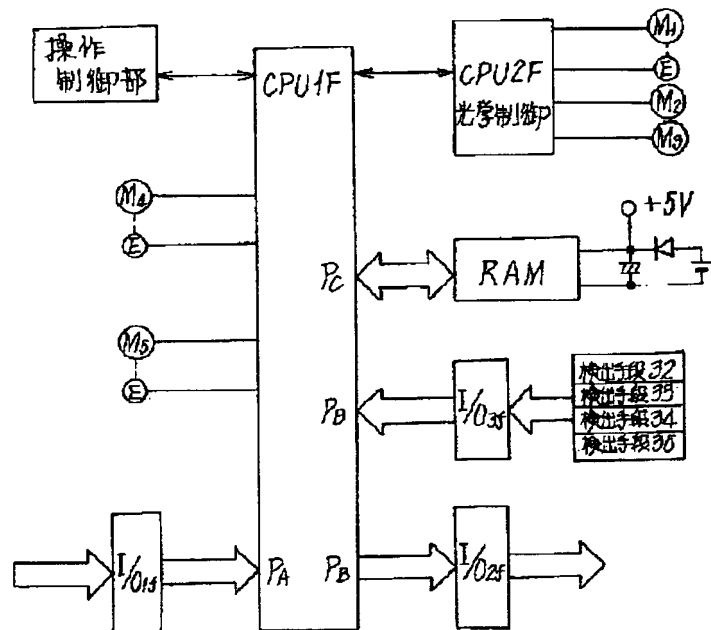 操作
制御部
CPU1F
CPU2F
光学制御
M1
E
M2
M3
M4
E
M5
E
+5V
PC
RAM
PB
I/O3f
検出手段32
検出手段33
検出手段34
検出手段35
I/O1f
PA
PB
I/O2f